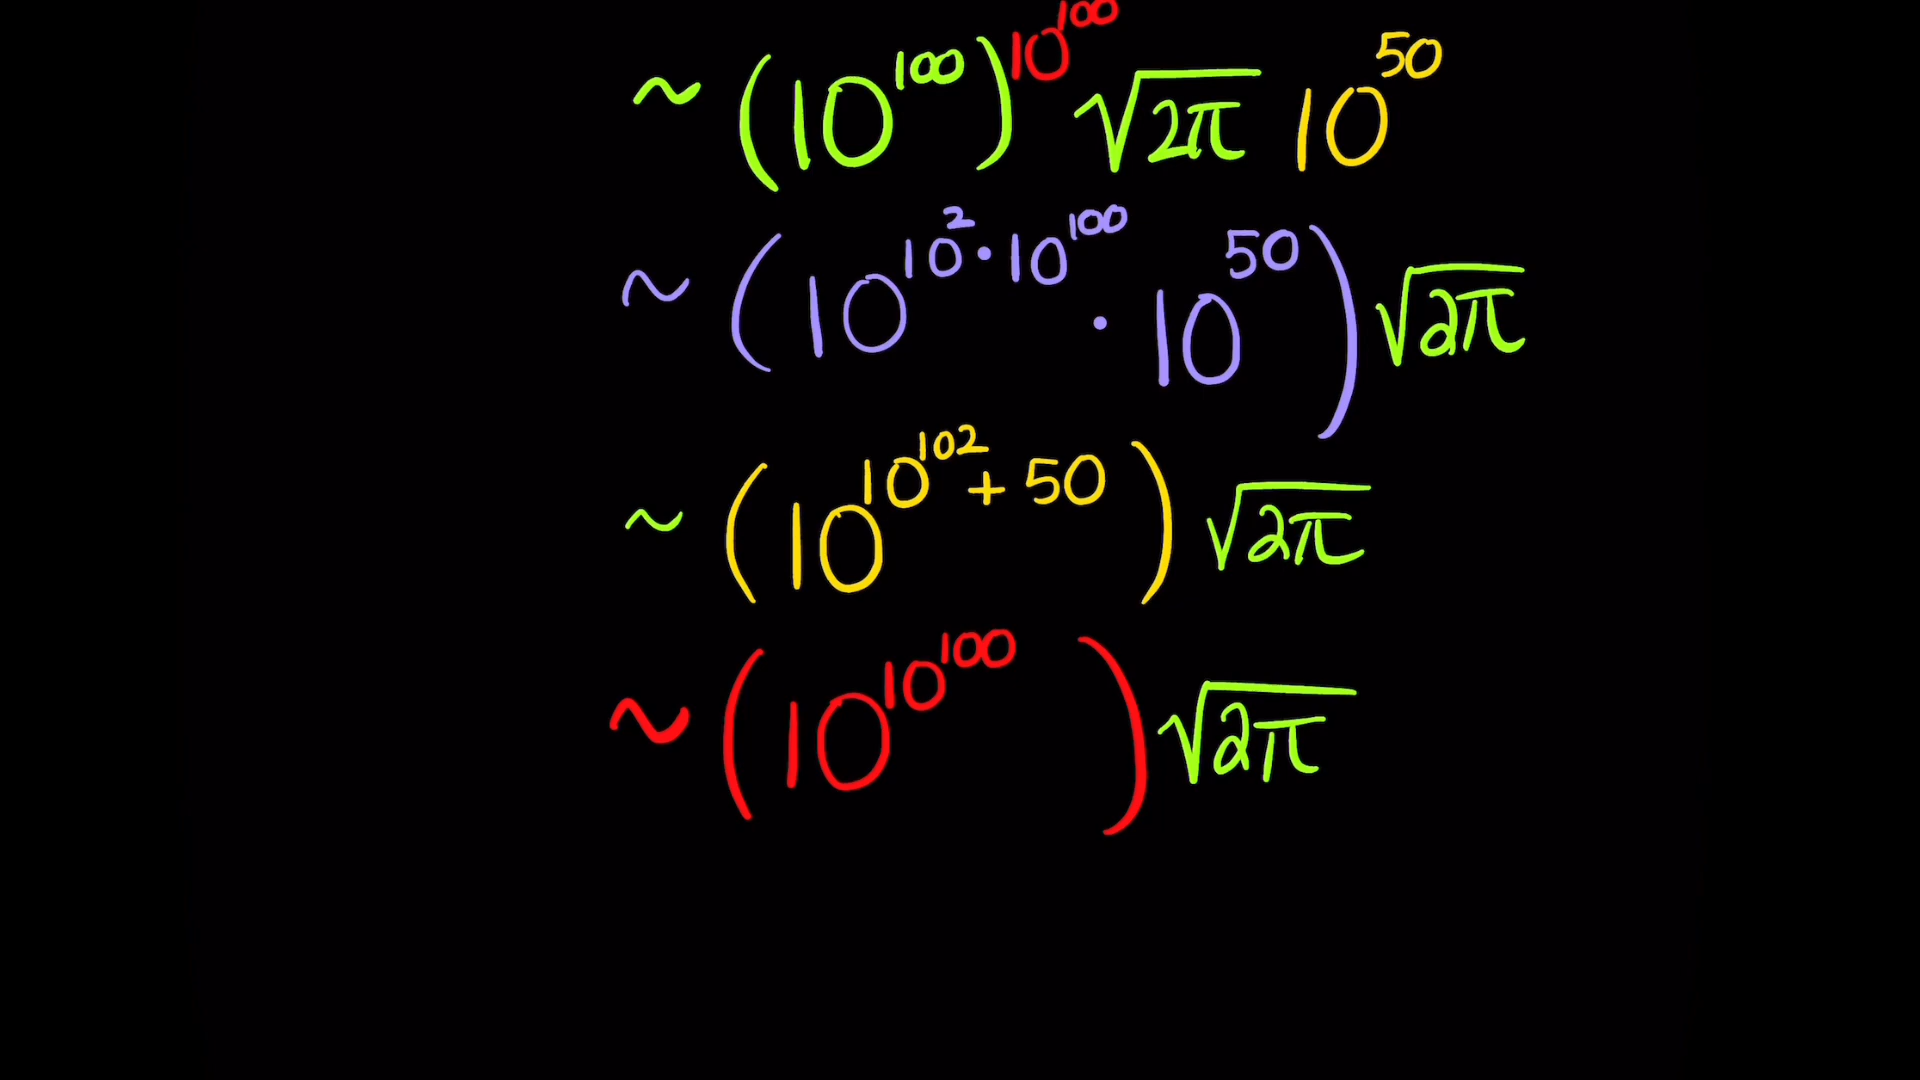 ~ (10^100)^10^100 √2π 10^50
~ (10^10^2·10^100 · 10^50) √2π
~ (10^10^102+50) √2π
~ (10^10^100) √2π